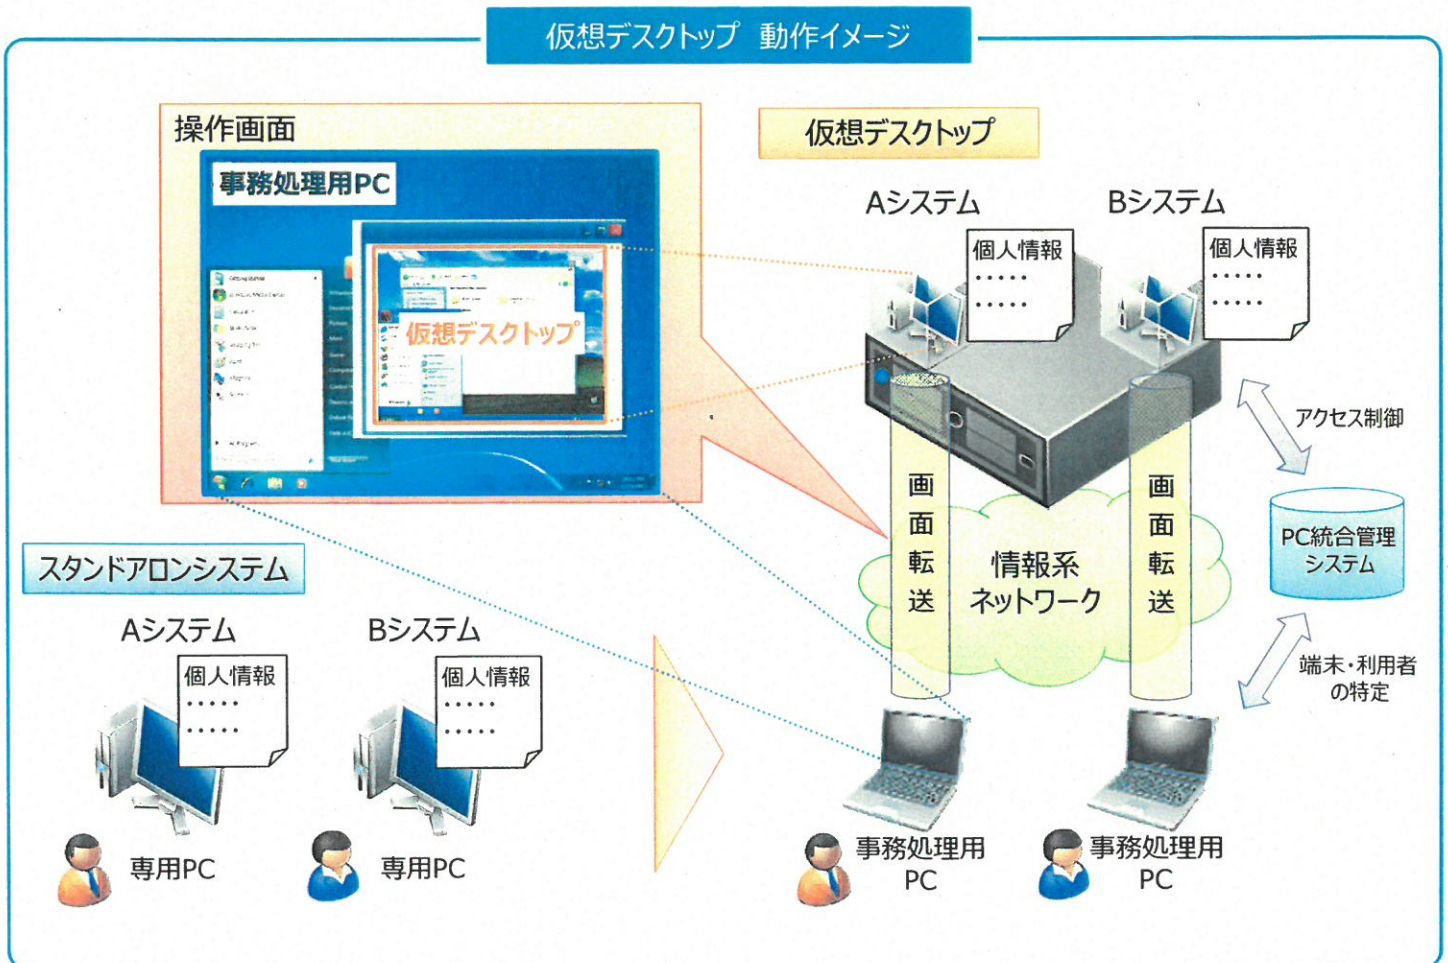 仮想デスクトップ 動作イメージ
操作画面
事務処理用PC
仮想デスクトップ
仮想デスクトップ
Aシステム
Bシステム
個人情報
・・・・・
・・・・・
個人情報
・・・・・
・・・・・
アクセス制御
画面転送
画面転送
情報系
ネットワーク
PC統合管理
システム
端末・利用者
の特定
スタンドアロンシステム
Aシステム
Bシステム
個人情報
・・・・・
・・・・・
個人情報
・・・・・
・・・・・
専用PC
専用PC
事務処理用
PC
事務処理用
PC